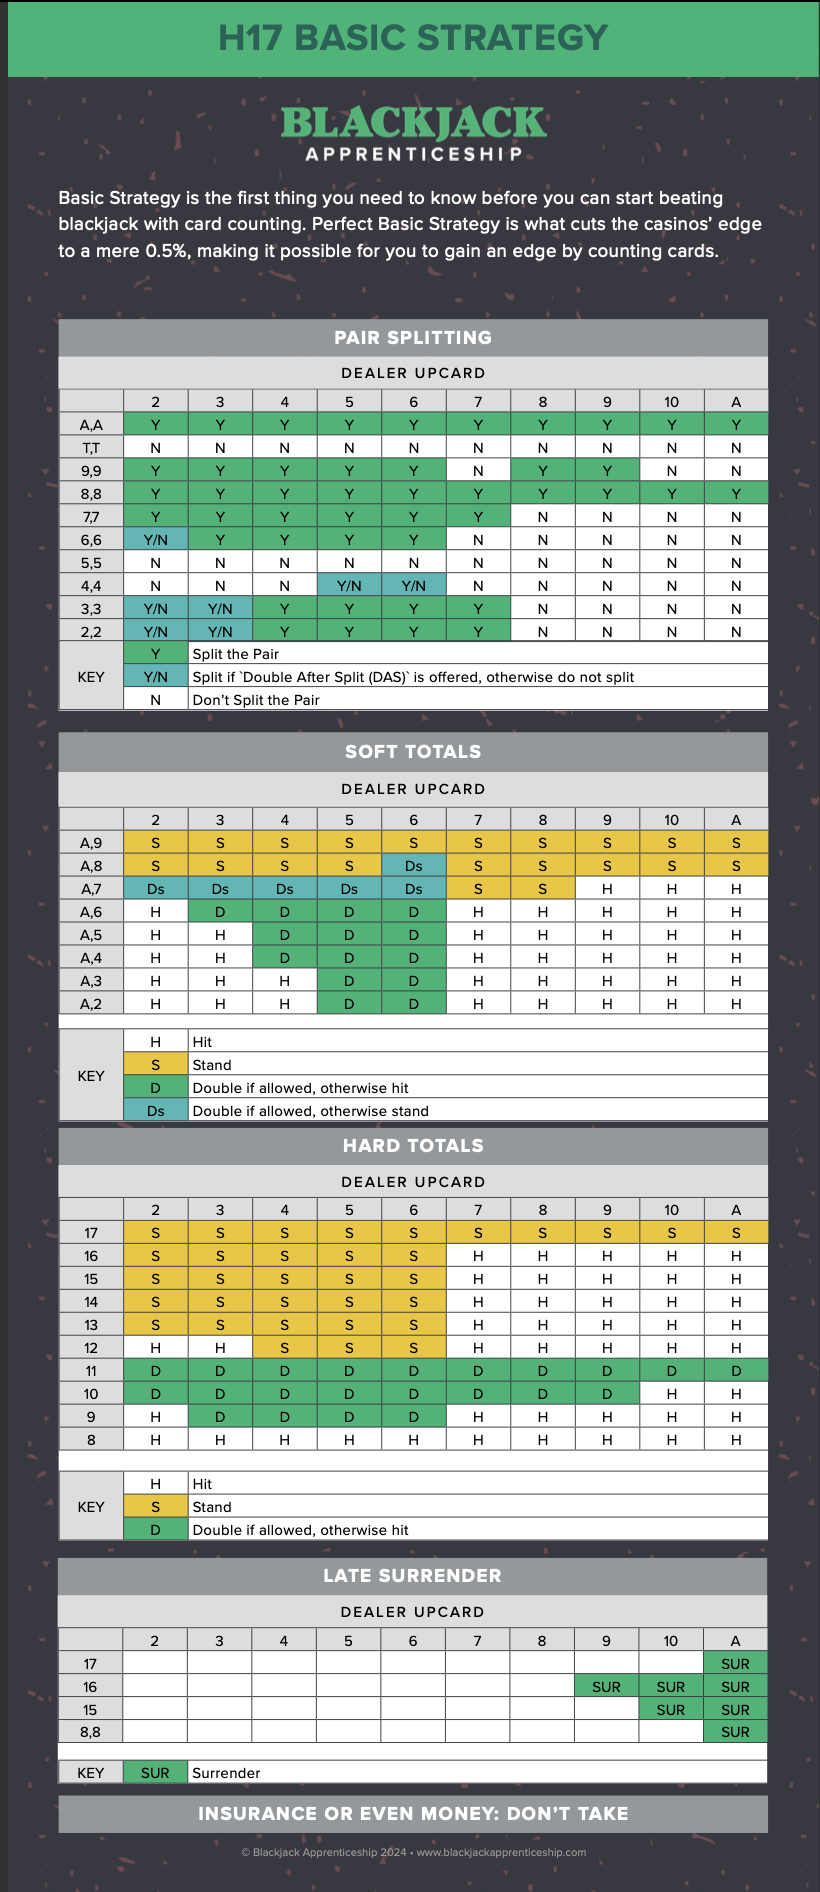 H17 BASIC STRATEGY
BLACKJACK
APPRENTICESHIP
Basic Strategy is the first thing you need to know before you can start beating
blackjack with card counting. Perfect Basic Strategy is what cuts the casinos’ edge
to a mere 0.5%, making it possible for you to gain an edge by counting cards.
PAIR SPLITTING
DEALER UPCARD
2 3 4 5 6 7 8 9 10 A
A,A Y Y Y Y Y Y Y Y Y Y
T,T N N N N N N N N N N
9,9 Y Y Y Y Y N Y Y N N
8,8 Y Y Y Y Y Y Y Y Y Y
7,7 Y Y Y Y Y Y N N N N
6,6 Y/N Y Y Y Y N N N N N
5,5 N N N N N N N N N N
4,4 N N N Y/N Y/N N N N N N
3,3 Y/N Y/N Y Y Y Y N N N N
2,2 Y/N Y/N Y Y Y Y N N N N
Y Split the Pair
KEY Y/N Split if `Double After Split (DAS)` is offered, otherwise do not split
N Don’t Split the Pair
SOFT TOTALS
DEALER UPCARD
2 3 4 5 6 7 8 9 10 A
A,9 S S S S S S S S S S
A,8 S S S S Ds S S S S S
A,7 Ds Ds Ds Ds Ds S S H H H
A,6 H D D D D H H H H H
A,5 H H D D D H H H H H
A,4 H H D D D H H H H H
A,3 H H H D D H H H H H
A,2 H H H D D H H H H H
H Hit
S Stand
KEY
D Double if allowed, otherwise hit
Ds Double if allowed, otherwise stand
HARD TOTALS
DEALER UPCARD
2 3 4 5 6 7 8 9 10 A
17 S S S S S S S S S S
16 S S S S S H H H H H
15 S S S S S H H H H H
14 S S S S S H H H H H
13 S S S S S H H H H H
12 H H S S S H H H H H
11 D D D D D D D D D D
10 D D D D D D D D H H
9 H D D D D H H H H H
8 H H H H H H H H H H
H Hit
KEY S Stand
D Double if allowed, otherwise hit
LATE SURRENDER
DEALER UPCARD
2 3 4 5 6 7 8 9 10 A
17 SUR
16 SUR SUR SUR
15 SUR SUR
8,8 SUR
KEY SUR Surrender
INSURANCE OR EVEN MONEY: DON’T TAKE
© Blackjack Apprenticeship 2024 • www.blackjackapprenticeship.com